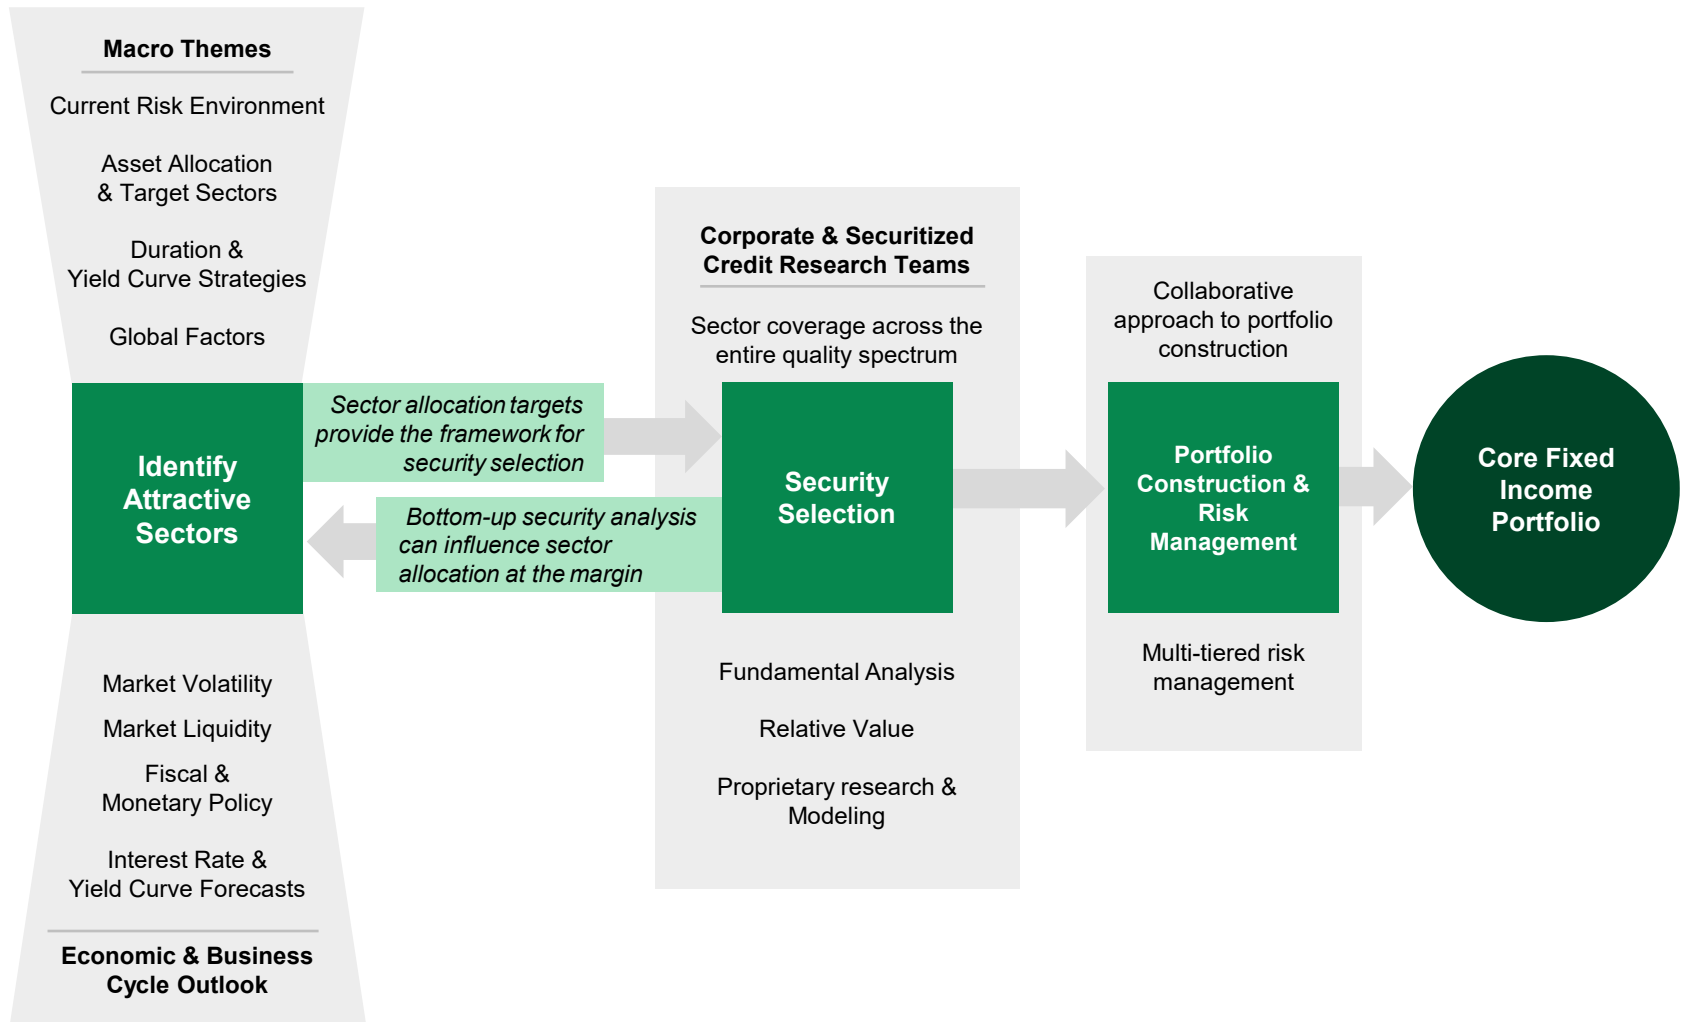 Macro Themes
Current Risk Environment
Asset Allocation
& Target Sectors
Duration &
Yield Curve Strategies
Global Factors
Identify
Attractive
Sectors
Market Volatility
Market Liquidity
Fiscal &
Monetary Policy
Interest Rate &
Yield Curve Forecasts
Economic & Business
Cycle Outlook
Sector allocation targets
provide the framework for
security selection
Bottom-up security analysis
can influence sector
allocation at the margin
Corporate & Securitized
Credit Research Teams
Sector coverage across the
entire quality spectrum
Security
Selection
Fundamental Analysis
Relative Value
Proprietary research &
Modeling
Collaborative
approach to portfolio
construction
Portfolio
Construction &
Risk
Management
Multi-tiered risk
management
Core Fixed
Income
Portfolio